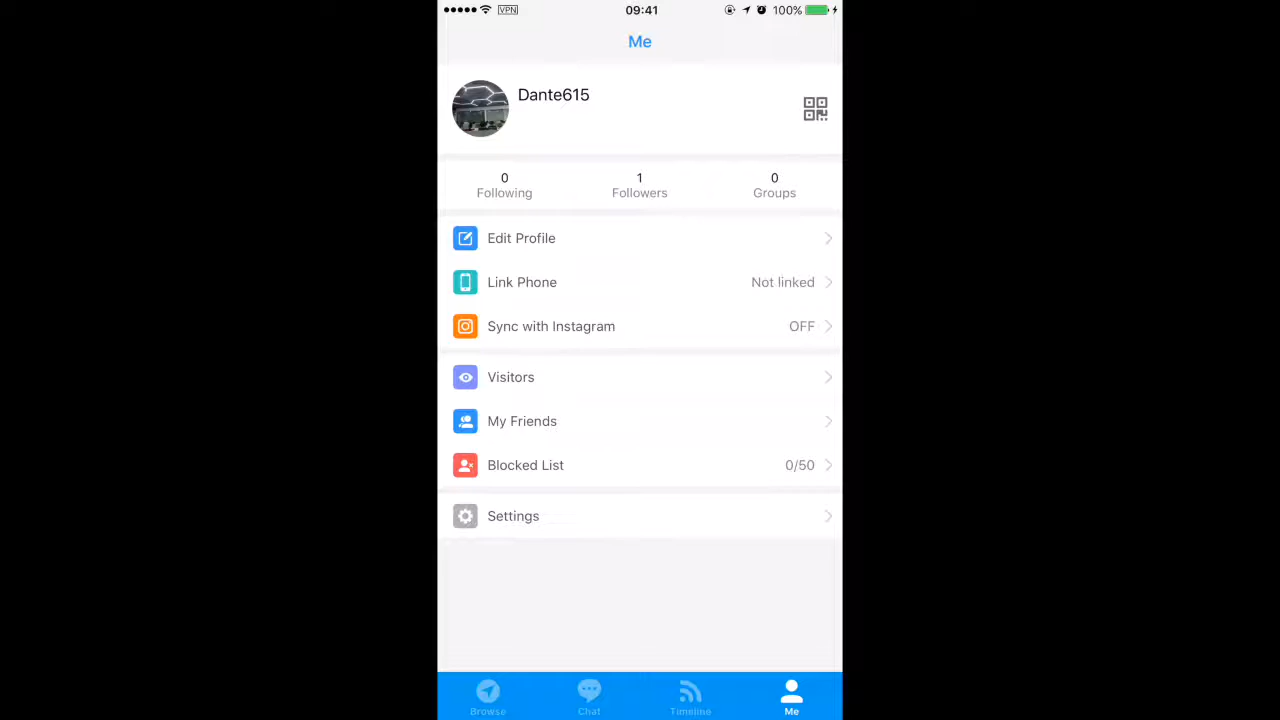 VPN 09:41 100%
Me
Dante615
0 1 0
Following Followers Groups
Edit Profile
Link Phone Not linked
Sync with Instagram OFF
Visitors
My Friends
Blocked List 0/50
Settings
Browse Chat Timeline Me